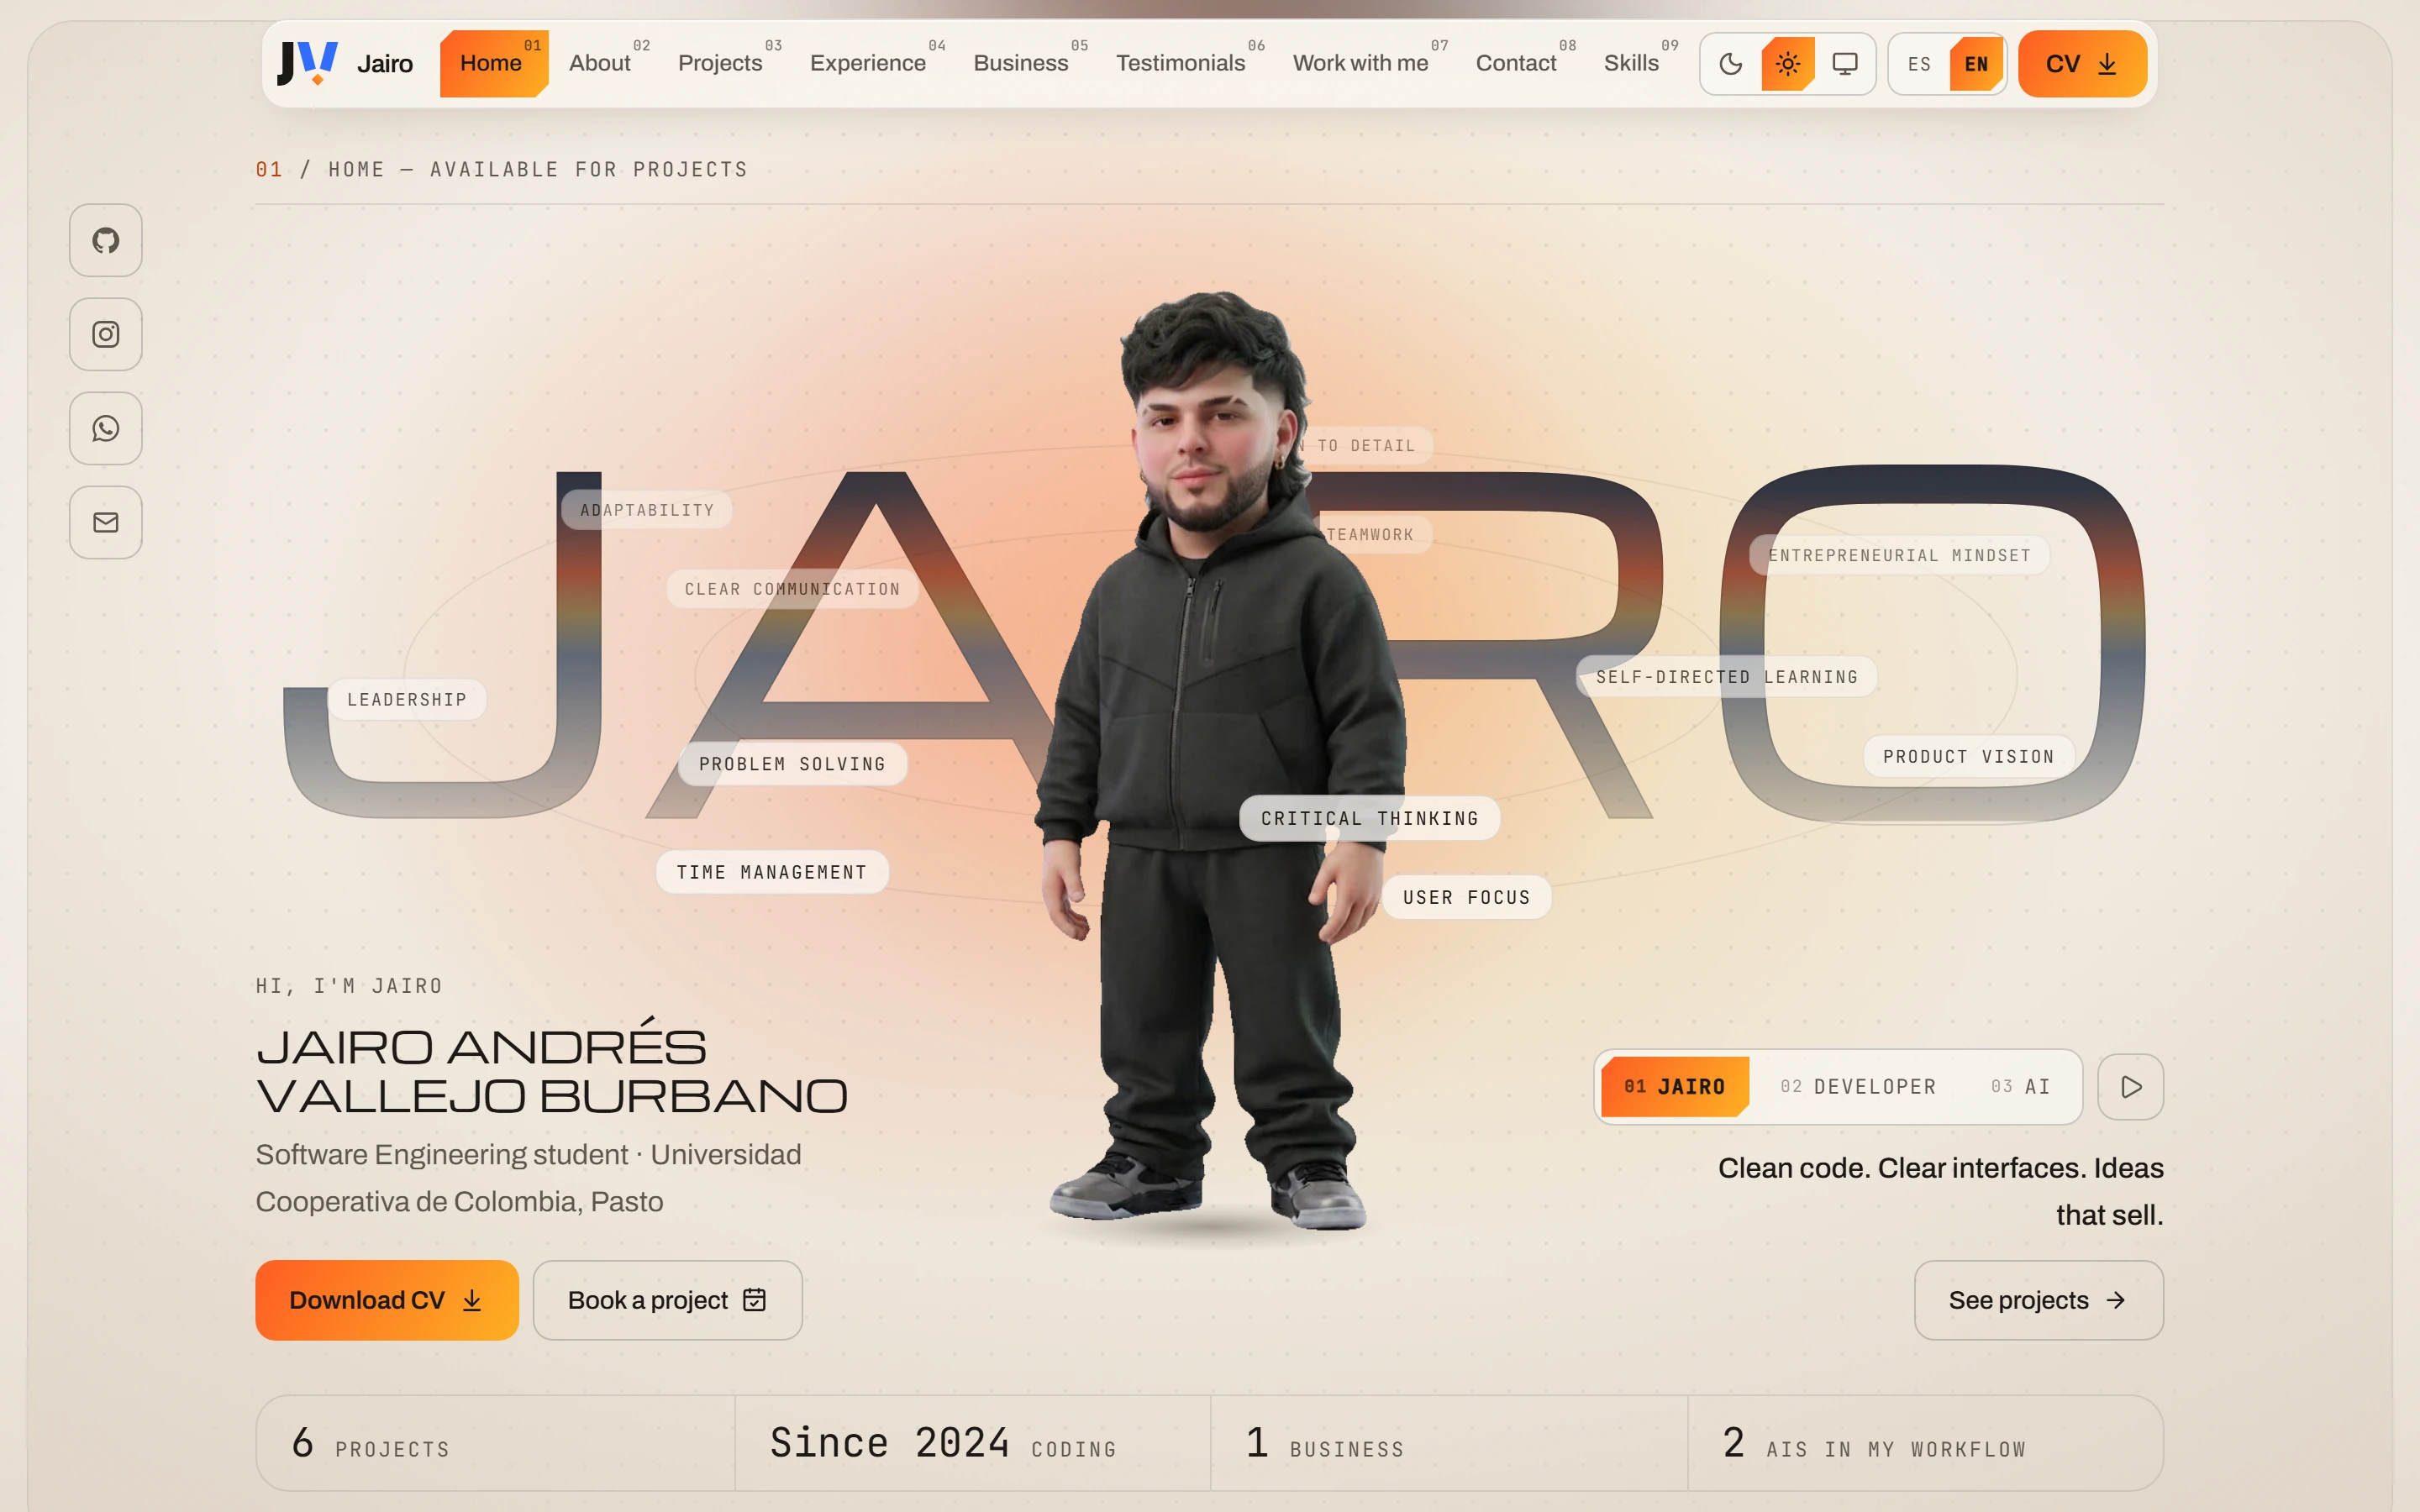 JV Jairo
Home 01
About 02
Projects 03
Experience 04
Business 05
Testimonials 06
Work with me 07
Contact 08
Skills 09
ES EN
CV
01 / HOME — AVAILABLE FOR PROJECTS
JA RO
TO DETAIL
ADAPTABILITY
TEAMWORK
ENTREPRENEURIAL MINDSET
CLEAR COMMUNICATION
SELF-DIRECTED LEARNING
LEADERSHIP
PRODUCT VISION
PROBLEM SOLVING
CRITICAL THINKING
TIME MANAGEMENT
USER FOCUS
HI, I'M JAIRO
JAIRO ANDRÉS
VALLEJO BURBANO
Software Engineering student · Universidad
Cooperativa de Colombia, Pasto
Download CV
Book a project
01 JAIRO 02 DEVELOPER 03 AI
Clean code. Clear interfaces. Ideas
that sell.
See projects
6 PROJECTS
Since 2024 CODING
1 BUSINESS
2 AIS IN MY WORKFLOW